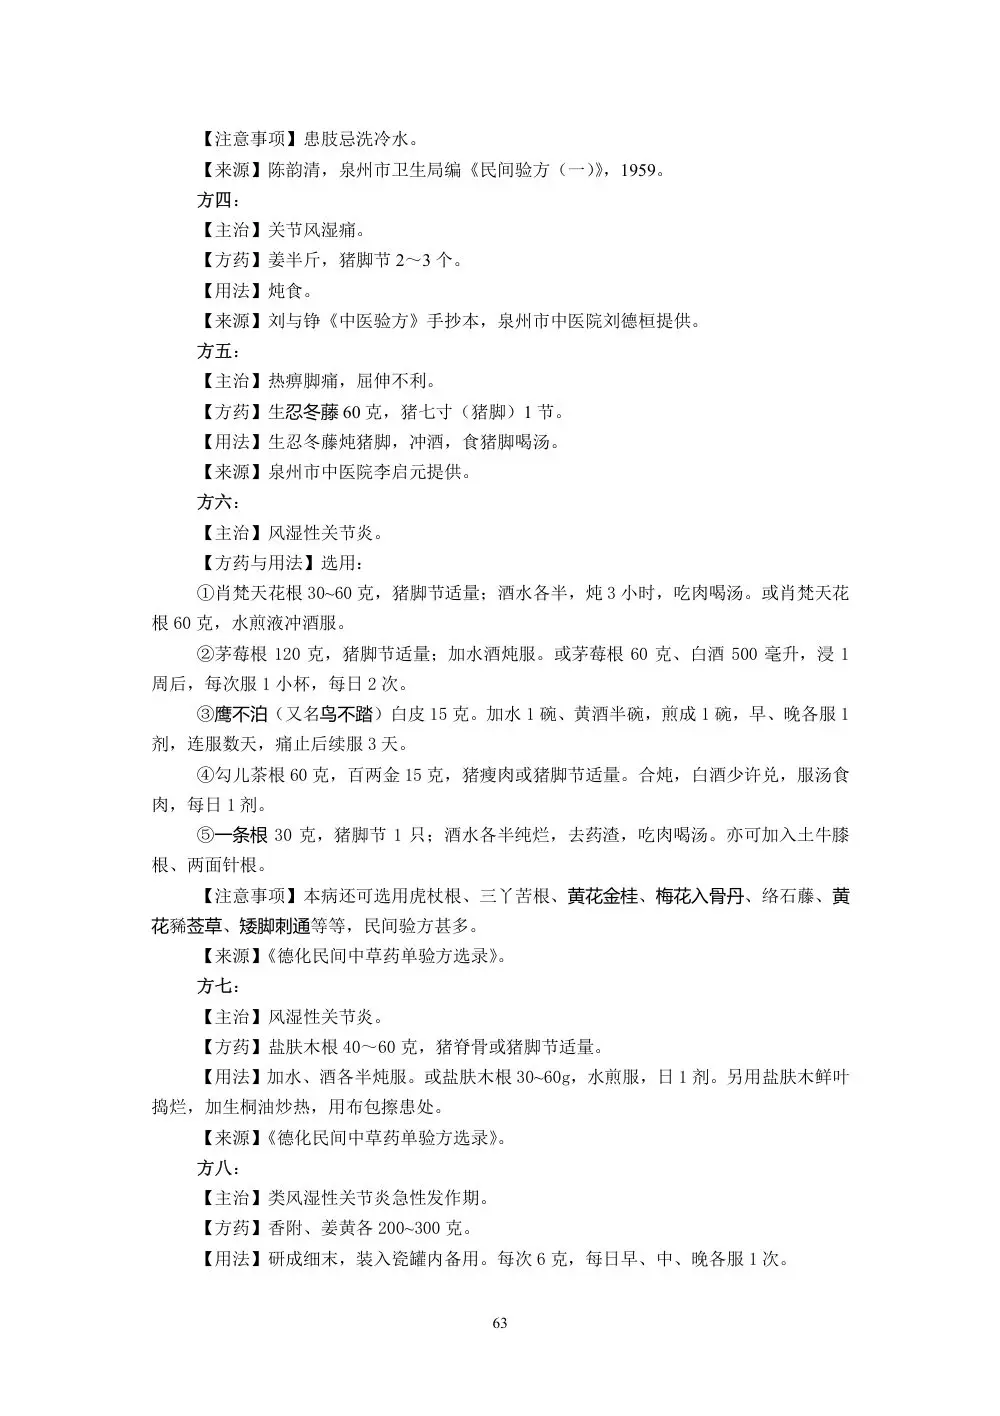 【注意事项】患肢忌洗冷水。
【来源】陈韵清，泉州市卫生局编《民间验方（一）》，1959。
方四：
【主治】关节风湿痛。
【方药】姜半斤，猪脚节 2～3 个。
【用法】炖食。
【来源】刘与铮《中医验方》手抄本，泉州市中医院刘德桓提供。
方五：
【主治】热痹脚痛，屈伸不利。
【方药】生忍冬藤 60 克，猪七寸（猪脚）1 节。
【用法】生忍冬藤炖猪脚，冲酒，食猪脚喝汤。
【来源】泉州市中医院李启元提供。
方六：
【主治】风湿性关节炎。
【方药与用法】选用：
①肖梵天花根 30~60 克，猪脚节适量；酒水各半，炖 3 小时，吃肉喝汤。或肖梵天花
根 60 克，水煎液冲酒服。
②茅莓根 120 克，猪脚节适量；加水酒炖服。或茅莓根 60 克、白酒 500 毫升，浸 1
周后，每次服 1 小杯，每日 2 次。
③鹰不泊（又名鸟不踏）白皮 15 克。加水 1 碗、黄酒半碗，煎成 1 碗，早、晚各服 1
剂，连服数天，痛止后续服 3 天。
④勾儿茶根 60 克，百两金 15 克，猪瘦肉或猪脚节适量。合炖，白酒少许兑，服汤食
肉，每日 1 剂。
⑤一条根 30 克，猪脚节 1 只；酒水各半纯烂，去药渣，吃肉喝汤。亦可加入土牛膝
根、两面针根。
【注意事项】本病还可选用虎杖根、三丫苦根、黄花金桂、梅花入骨丹、络石藤、黄
花豨莶草、矮脚刺通等等，民间验方甚多。
【来源】《德化民间中草药单验方选录》。
方七：
【主治】风湿性关节炎。
【方药】盐肤木根 40～60 克，猪脊骨或猪脚节适量。
【用法】加水、酒各半炖服。或盐肤木根 30~60g，水煎服，日 1 剂。另用盐肤木鲜叶
捣烂，加生桐油炒热，用布包擦患处。
【来源】《德化民间中草药单验方选录》。
方八：
【主治】类风湿性关节炎急性发作期。
【方药】香附、姜黄各 200~300 克。
【用法】研成细末，装入瓷罐内备用。每次 6 克，每日早、中、晚各服 1 次。
63